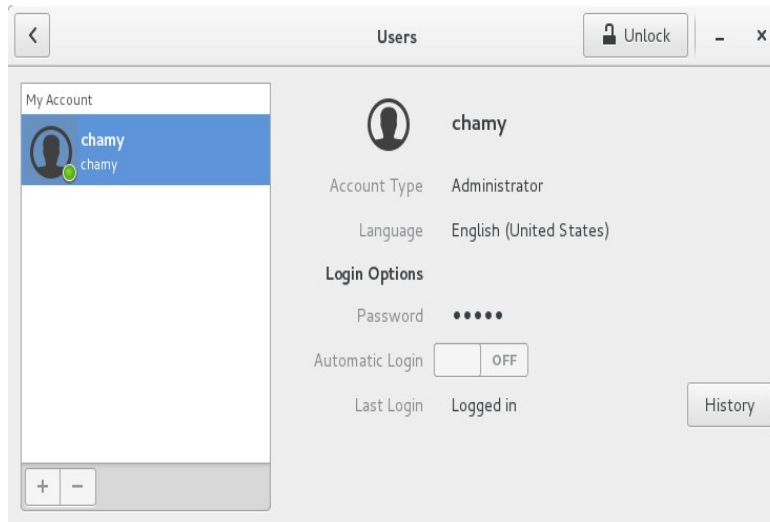 Users
Unlock
My Account
chamy
chamy
chamy
Account Type Administrator
Language English (United States)
Login Options
Password •••••
Automatic Login OFF
Last Login Logged in
History